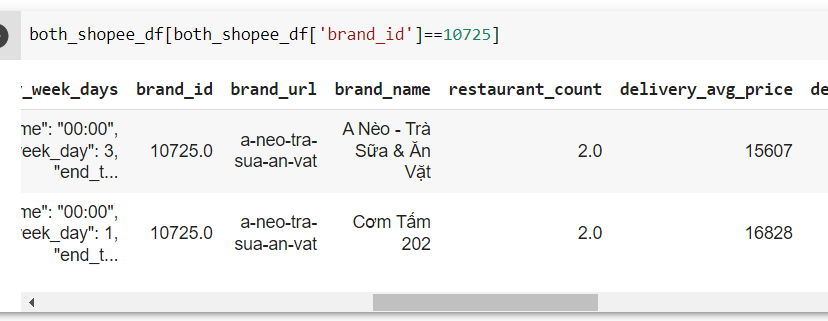 both_shopee_df[both_shopee_df['brand_id']==10725]
y_week_days brand_id brand_url brand_name restaurant_count delivery_avg_price de
me": "00:00", A Nèo - Trà
eek_day": 3, 10725.0 a-neo-tra- Sữa & Ăn 2.0 15607
"end_t... sua-an-vat Vặt
me": "00:00",
eek_day": 1, 10725.0 a-neo-tra- Cơm Tấm 2.0 16828
"end_t... sua-an-vat 202